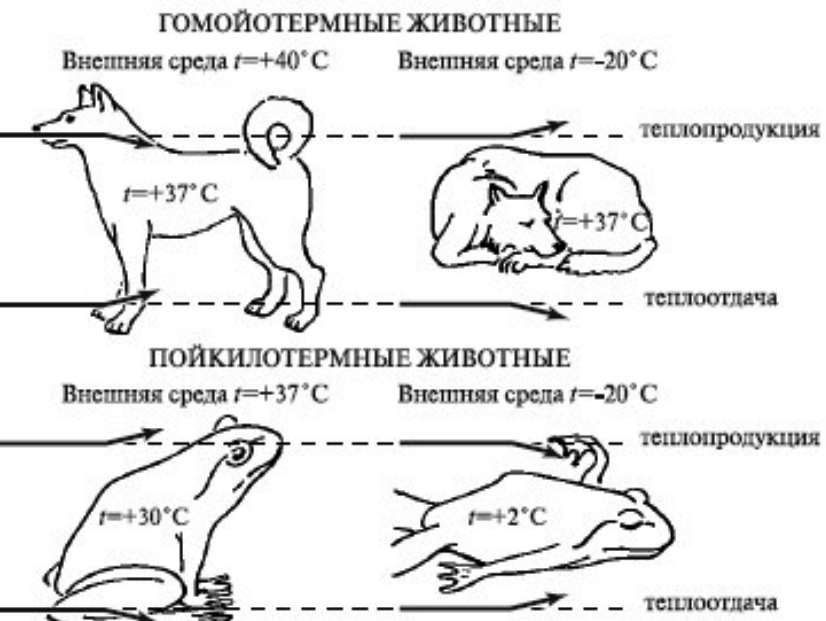 ГОМОЙОТЕРМНЫЕ ЖИВОТНЫЕ
Внешняя среда t=+40°C Внешняя среда t=-20°C
теплопродукция
t=+37°C t=+37°C
теплоотдача
ПОЙКИЛОТЕРМНЫЕ ЖИВОТНЫЕ
Внешняя среда t=+37°C Внешняя среда t=-20°C
теплопродукция
t=+30°C t=+2°C
теплоотдача